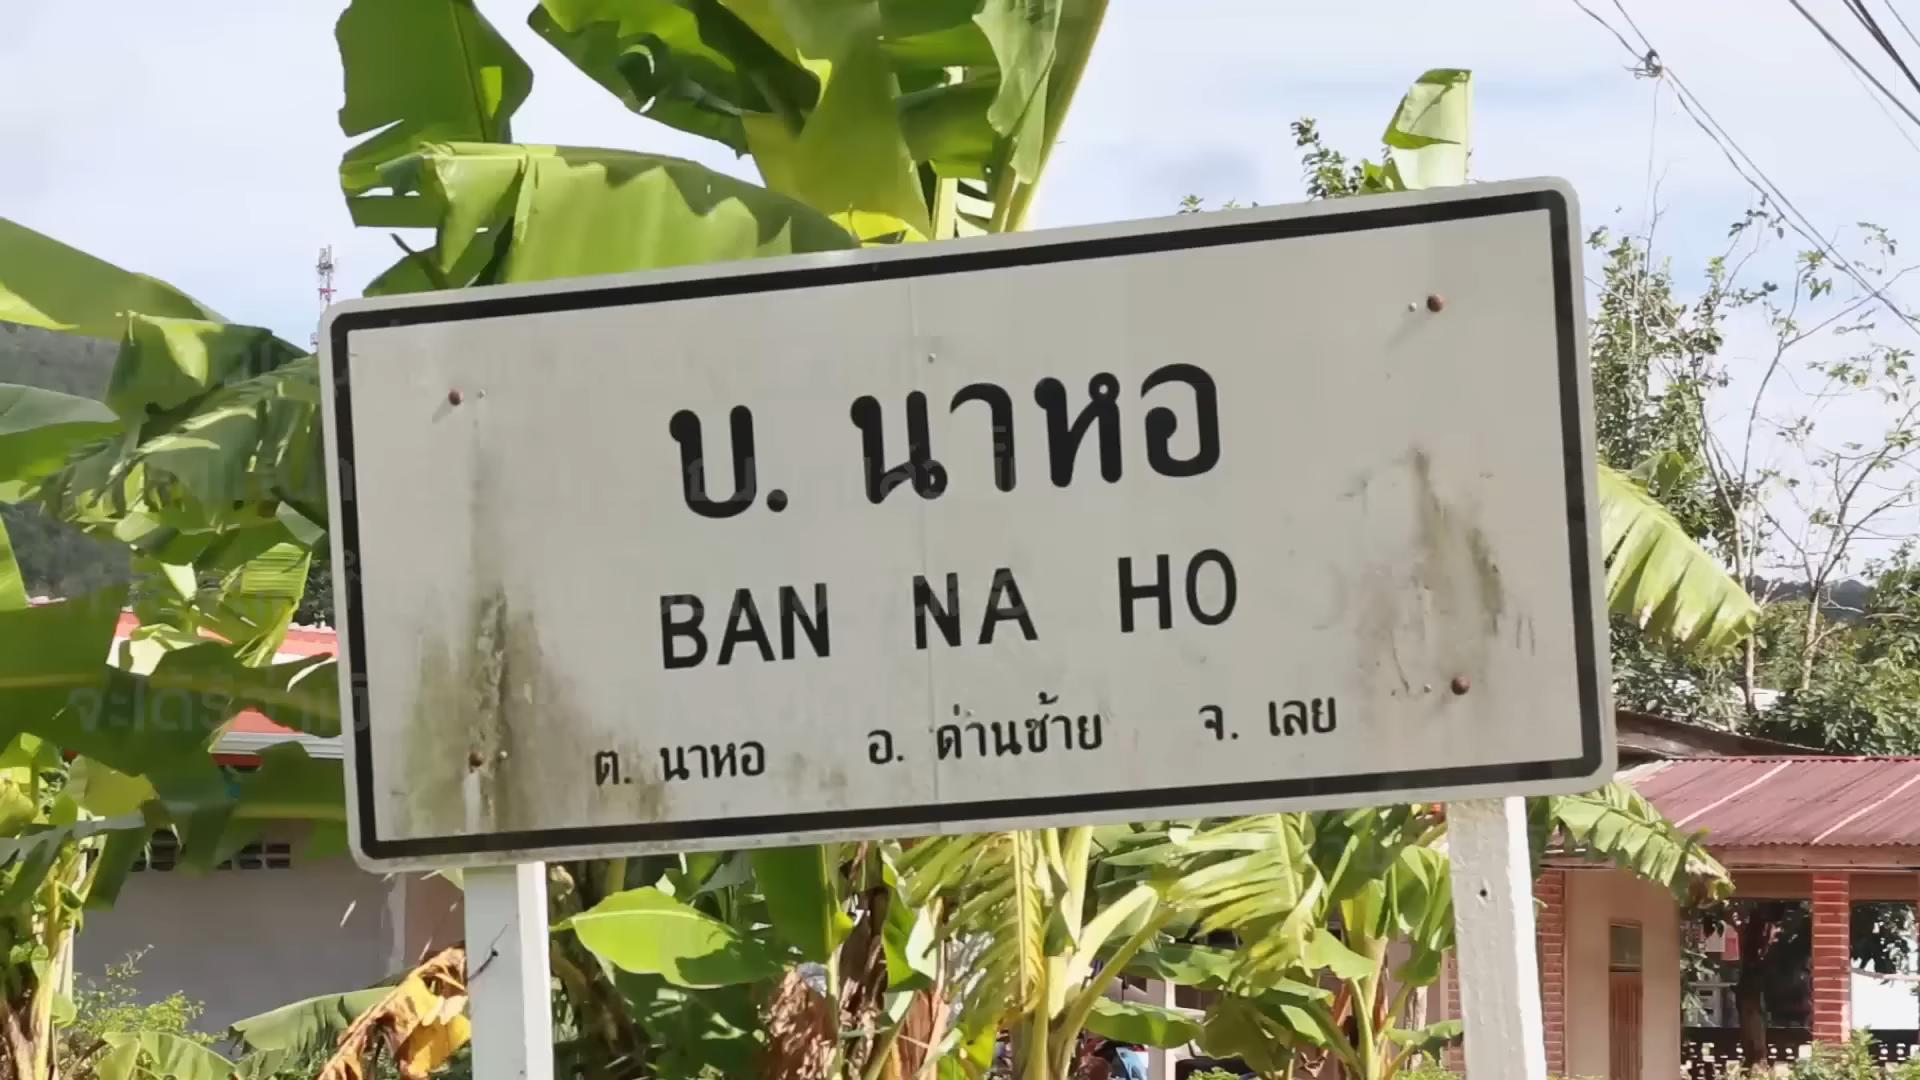 บ. นาหอ
BAN NA HO
ต. นาหอ อ. ด่านซ้าย จ. เลย